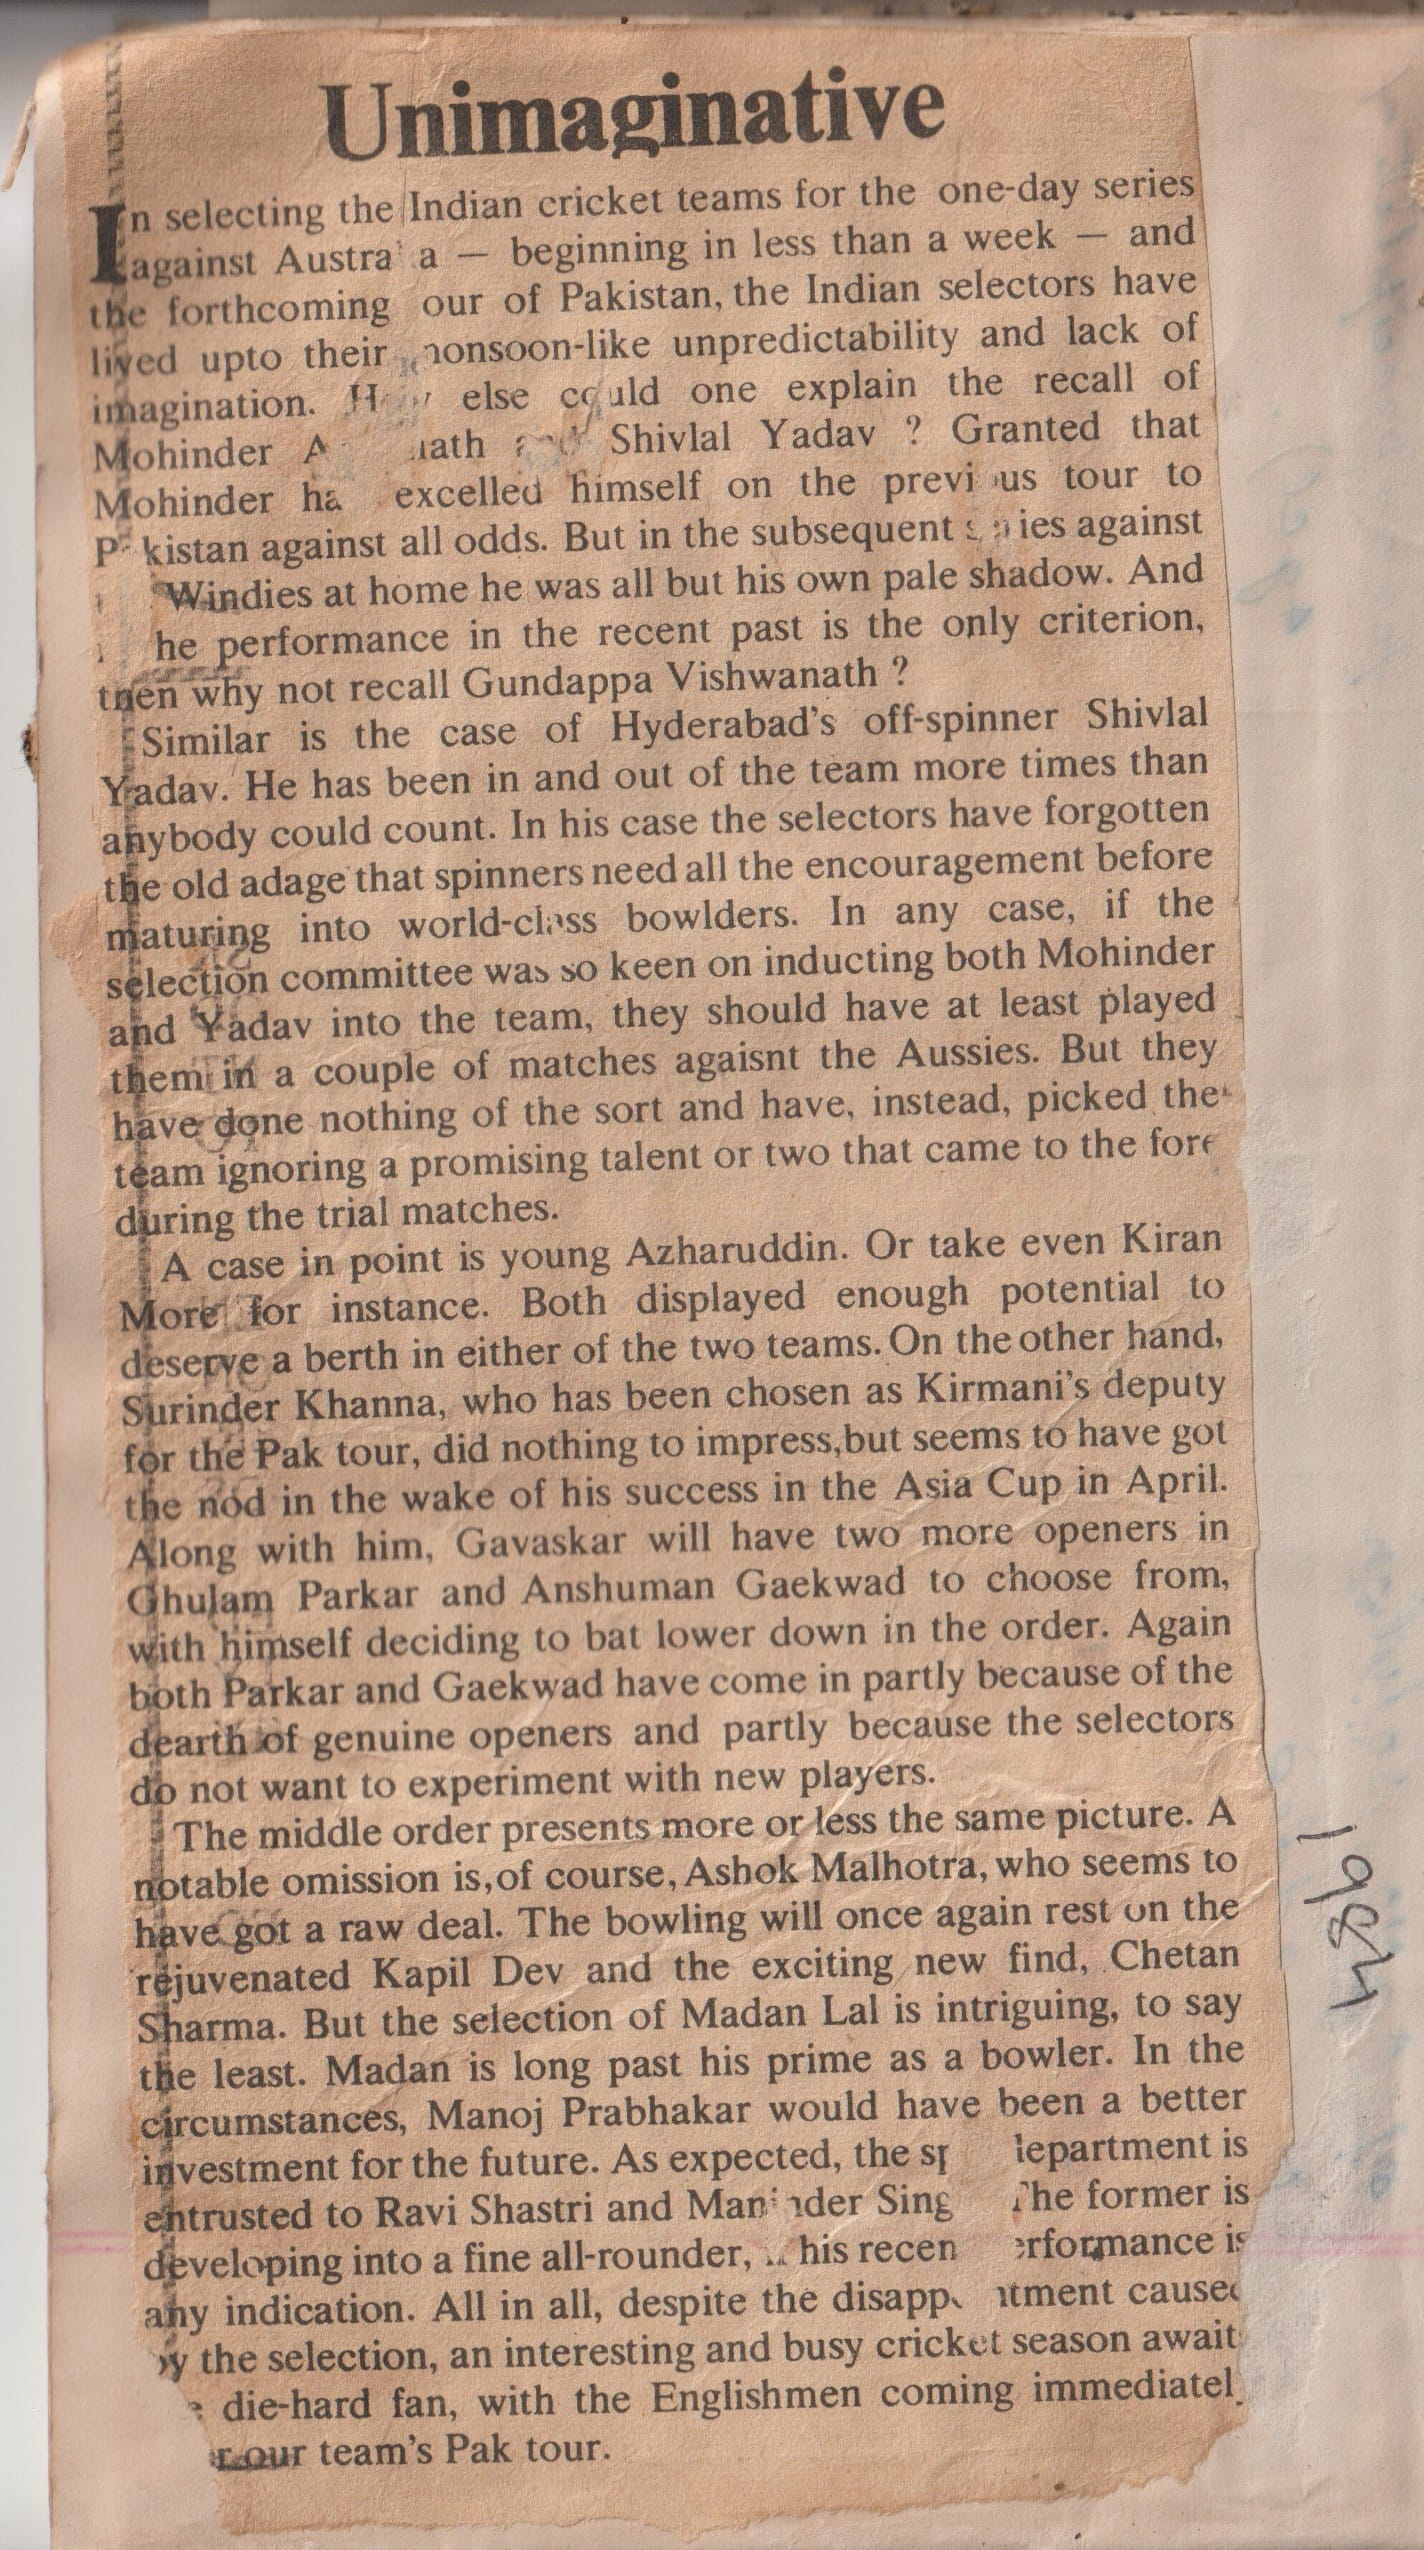 Unimaginative
In selecting the Indian cricket teams for the one-day series
against Austra a — beginning in less than a week — and
the forthcoming our of Pakistan, the Indian selectors have
lived upto their monsoon-like unpredictability and lack of
imagination. How else could one explain the recall of
Mohinder A nath and Shivlal Yadav ? Granted that
Mohinder ha excelled himself on the previous tour to
Pakistan against all odds. But in the subsequent series against
Windies at home he was all but his own pale shadow. And
he performance in the recent past is the only criterion,
then why not recall Gundappa Vishwanath ?
Similar is the case of Hyderabad's off-spinner Shivlal
Yadav. He has been in and out of the team more times than
anybody could count. In his case the selectors have forgotten
the old adage that spinners need all the encouragement before
maturing into world-class bowlders. In any case, if the
selection committee was so keen on inducting both Mohinder
and Yadav into the team, they should have at least played
them in a couple of matches agaisnt the Aussies. But they
have done nothing of the sort and have, instead, picked the
team ignoring a promising talent or two that came to the fore
during the trial matches.
A case in point is young Azharuddin. Or take even Kiran
More for instance. Both displayed enough potential to
deserve a berth in either of the two teams. On the other hand,
Surinder Khanna, who has been chosen as Kirmani's deputy
for the Pak tour, did nothing to impress, but seems to have got
the nod in the wake of his success in the Asia Cup in April.
Along with him, Gavaskar will have two more openers in
Ghulam Parkar and Anshuman Gaekwad to choose from,
with himself deciding to bat lower down in the order. Again
both Parkar and Gaekwad have come in partly because of the
dearth of genuine openers and partly because the selectors
do not want to experiment with new players.
The middle order presents more or less the same picture. A
notable omission is, of course, Ashok Malhotra, who seems to
have got a raw deal. The bowling will once again rest on the
rejuvenated Kapil Dev and the exciting new find, Chetan
Sharma. But the selection of Madan Lal is intriguing, to say
the least. Madan is long past his prime as a bowler. In the
circumstances, Manoj Prabhakar would have been a better
investment for the future. As expected, the sp department is
entrusted to Ravi Shastri and Maninder Sing The former is
developing into a fine all-rounder, his recen erformance is
any indication. All in all, despite the disapp ntment caused
by the selection, an interesting and busy cricket season await
die-hard fan, with the Englishmen coming immediatel
r our team's Pak tour.
1984